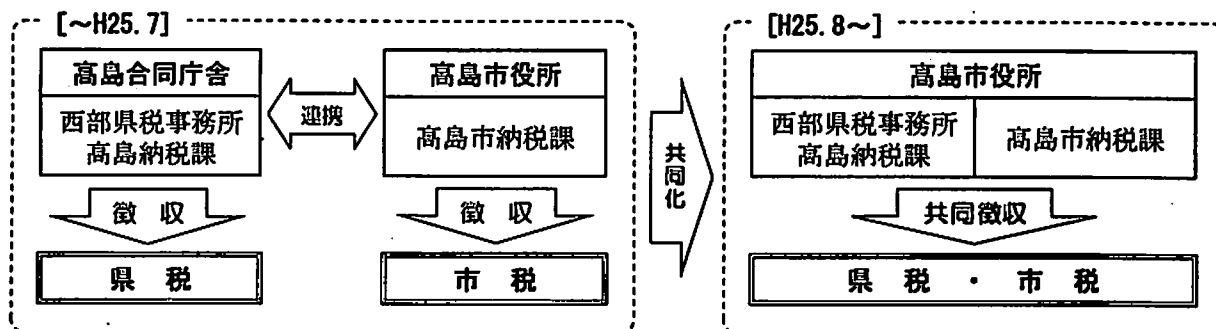 [~H25.7]
高島合同庁舎
西部県税事務所
高島納税課
連携
高島市役所
高島市納税課
徴収
徴収
県税
市税
共同化
[H25.8~]
高島市役所
西部県税事務所
高島納税課
高島市納税課
共同徴収
県税・市税